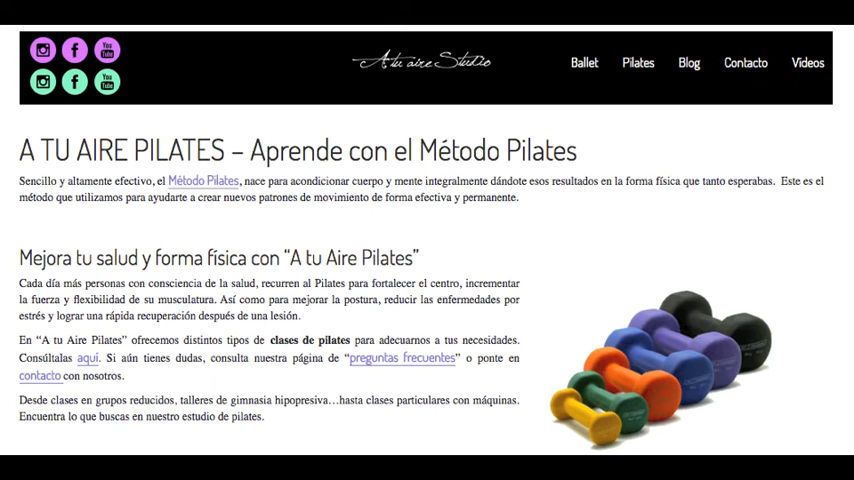 A tu aire Studio
Ballet Pilates Blog Contacto Videos
You
Tube
You
Tube
A TU AIRE PILATES – Aprende con el Método Pilates
Sencillo y altamente efectivo, el Método Pilates, nace para acondicionar cuerpo y mente integralmente dándote esos resultados en la forma física que tanto esperabas. Este es el
método que utilizamos para ayudarte a crear nuevos patrones de movimiento de forma efectiva y permanente.
Mejora tu salud y forma física con “A tu Aire Pilates”
Cada día más personas con consciencia de la salud, recurren al Pilates para fortalecer el centro, incrementar
la fuerza y flexibilidad de su musculatura. Así como para mejorar la postura, reducir las enfermedades por
estrés y lograr una rápida recuperación después de una lesión.
En “A tu Aire Pilates” ofrecemos distintos tipos de clases de pilates para adecuarnos a tus necesidades.
Consúltalas aquí. Si aún tienes dudas, consulta nuestra página de “preguntas frecuentes” o ponte en
contacto con nosotros.
Desde clases en grupos reducidos, talleres de gimnasia hipopresiva…hasta clases particulares con máquinas.
Encuentra lo que buscas en nuestro estudio de pilates.